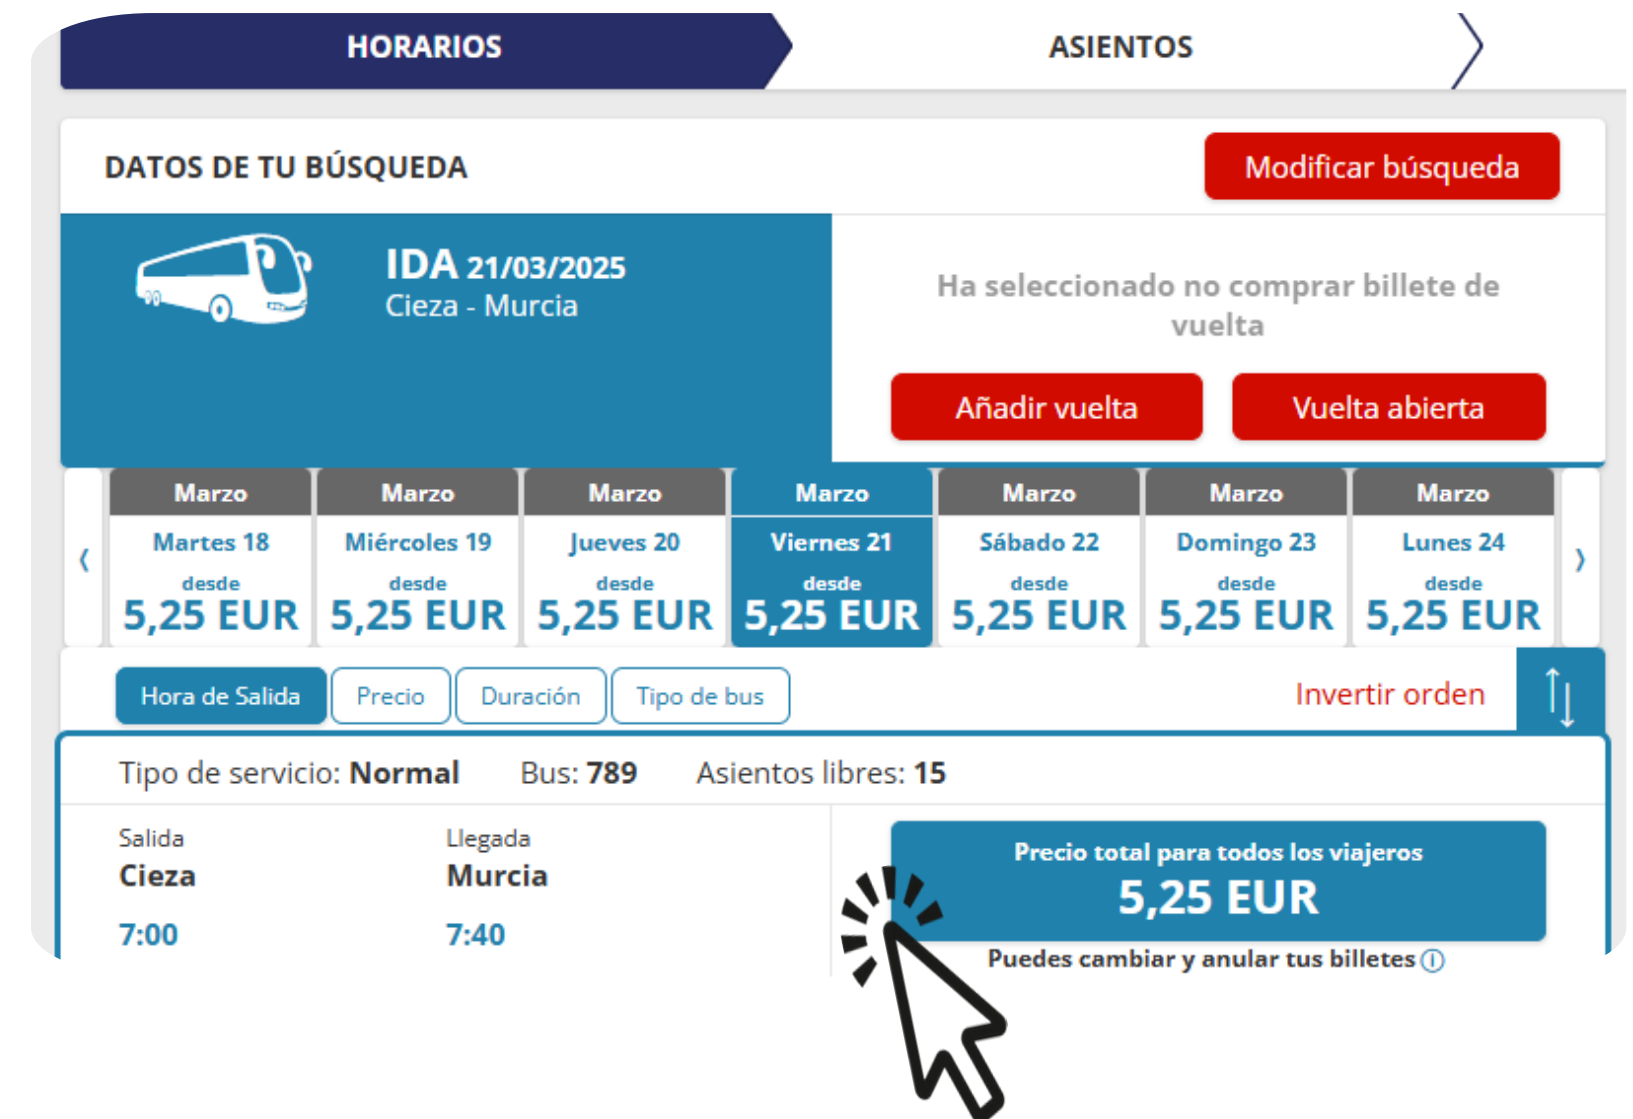 HORARIOS
ASIENTOS
DATOS DE TU BÚSQUEDA
Modificar búsqueda
IDA 21/03/2025
Cieza - Murcia
Ha seleccionado no comprar billete de
vuelta
Añadir vuelta
Vuelta abierta
Marzo Marzo Marzo Marzo Marzo Marzo Marzo
Martes 18 Miércoles 19 Jueves 20 Viernes 21 Sábado 22 Domingo 23 Lunes 24
desde desde desde desde desde desde desde
5,25 EUR 5,25 EUR 5,25 EUR 5,25 EUR 5,25 EUR 5,25 EUR 5,25 EUR
Hora de Salida Precio Duración Tipo de bus Invertir orden
Tipo de servicio: Normal Bus: 789 Asientos libres: 15
Salida
Cieza
7:00
Llegada
Murcia
7:40
Precio total para todos los viajeros
5,25 EUR
Puedes cambiar y anular tus billetes